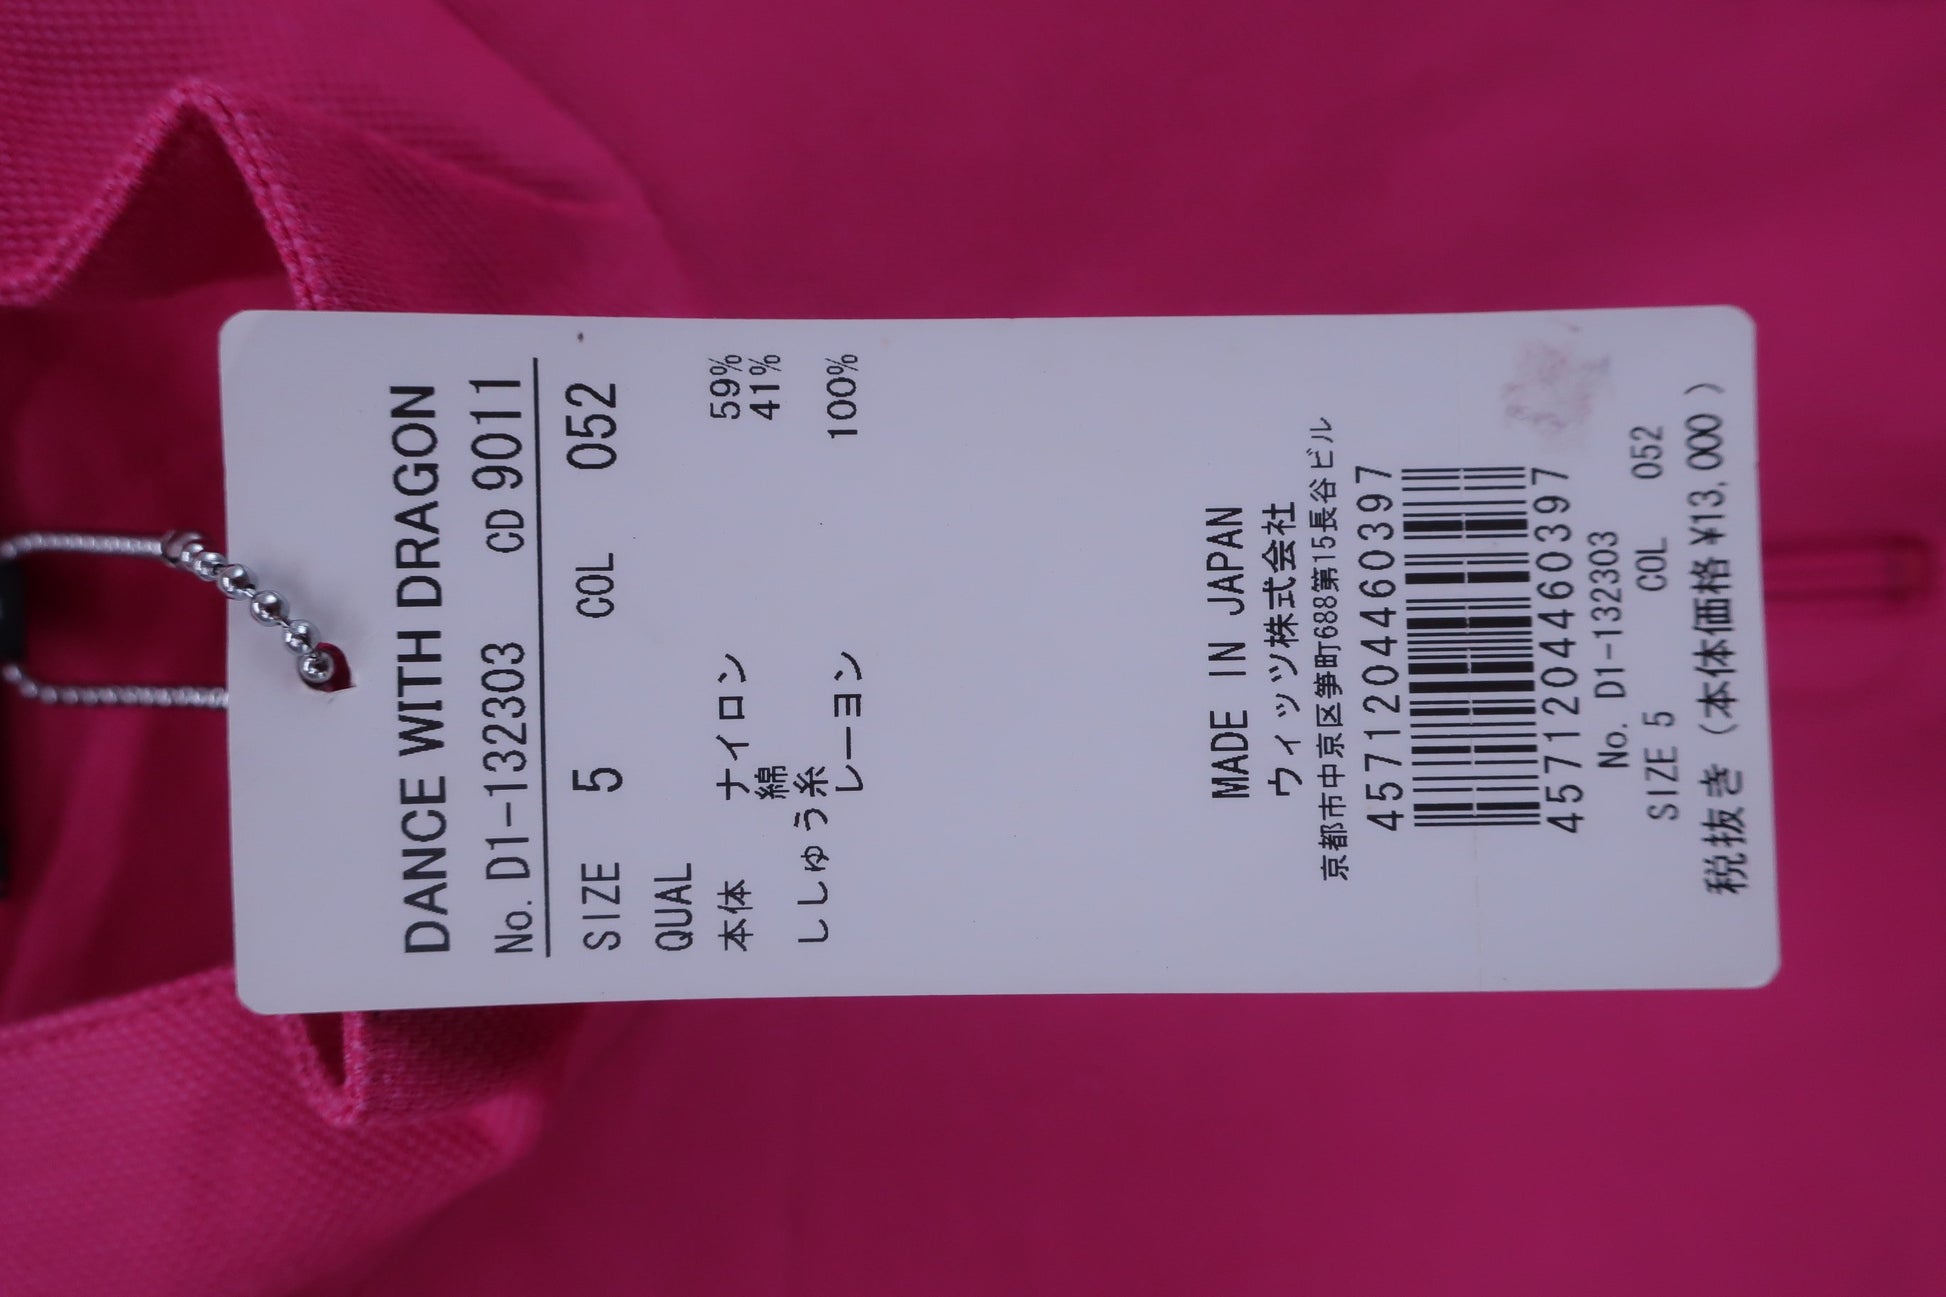 DANCE WITH DRAGON
No. D1-132303 CD 9011
SIZE 5 COL 052
QUAL
本体 ナイロン 59%
綿 41%
ししゅう糸
レーヨン 100%
MADE IN JAPAN
ウィッツ株式会社
京都市中京区笋町688第15長谷ビル
4571204460397
4571204460397
No. D1-132303
SIZE 5 COL 052
税抜き (本体価格¥13,000)